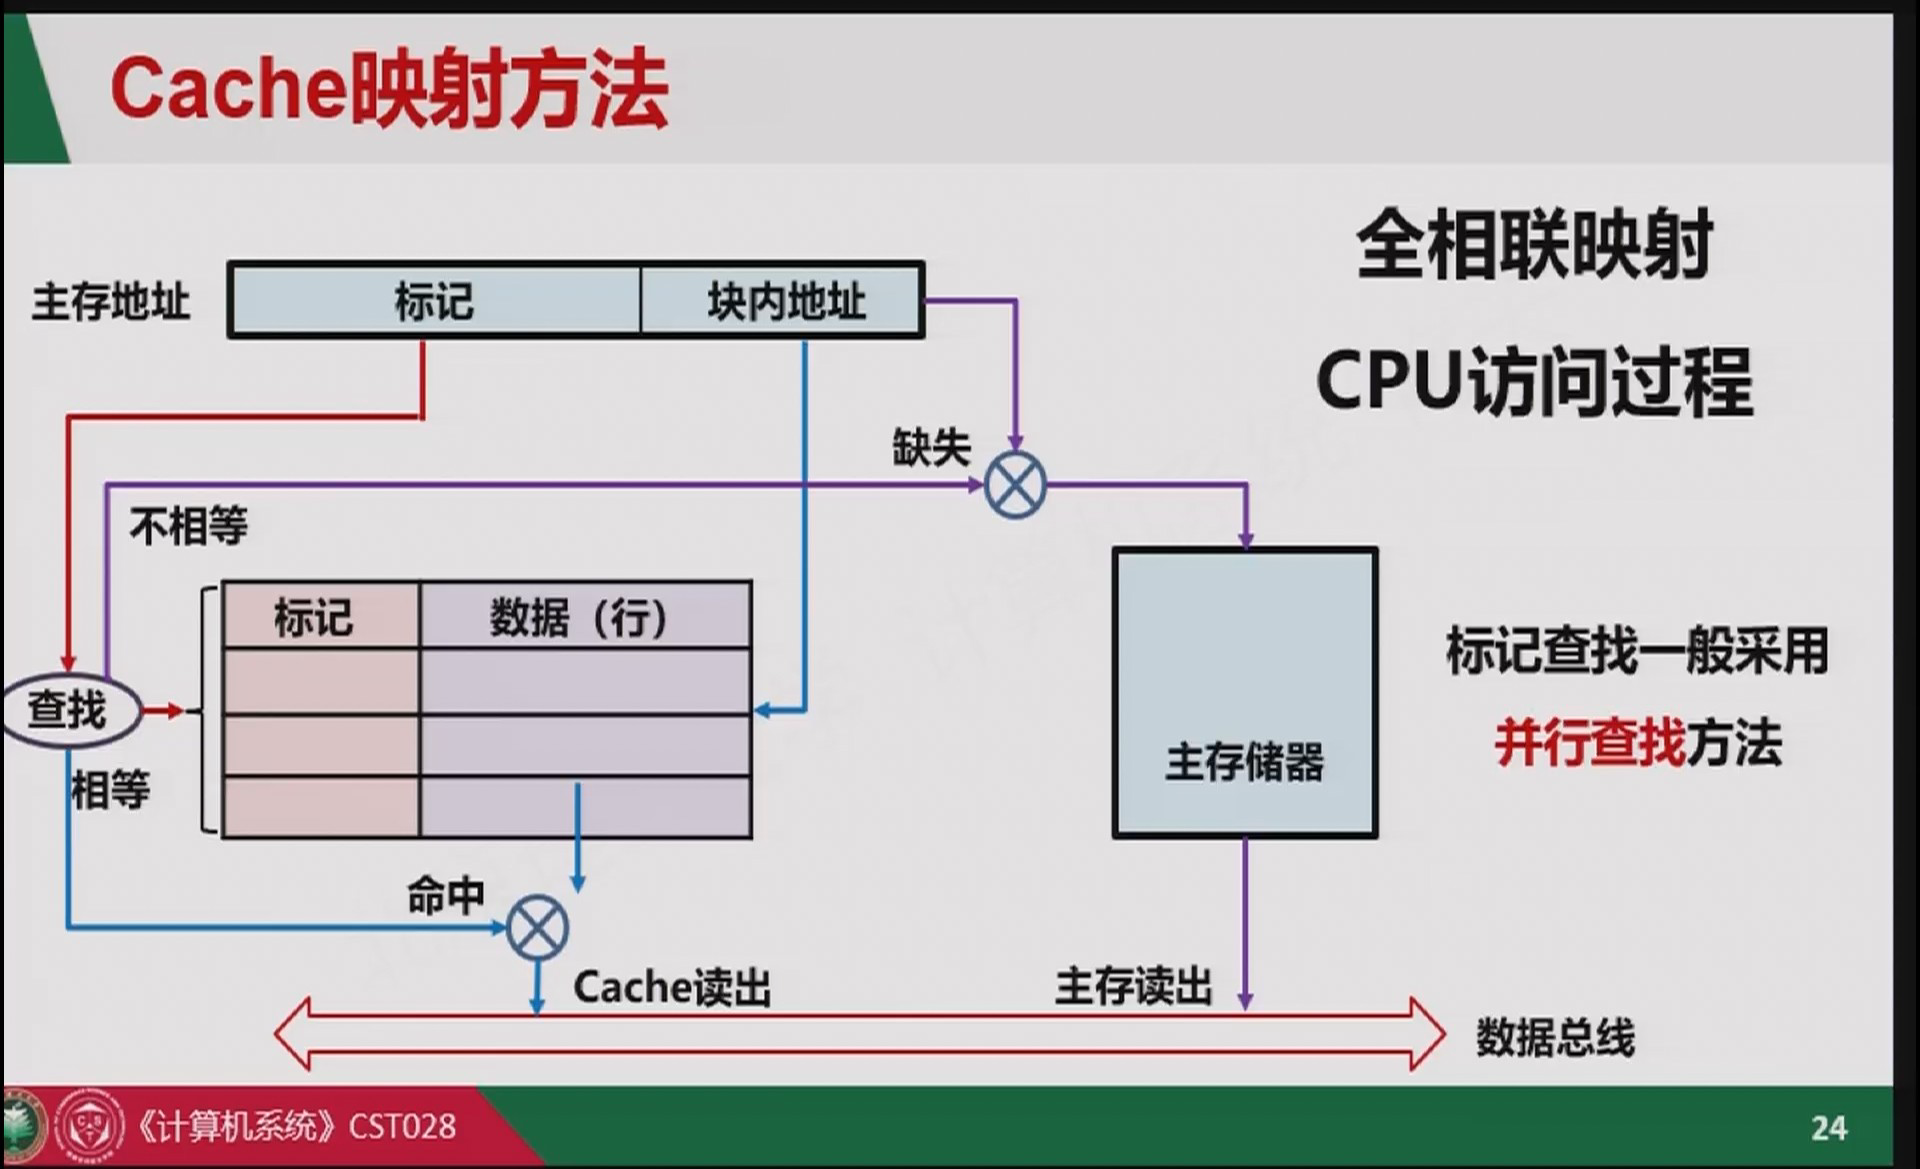 Cache映射方法
全相联映射
CPU访问过程
主存地址
标记
块内地址
缺失
不相等
标记
数据（行）
查找
相等
主存储器
标记查找一般采用
并行查找方法
命中
Cache读出
主存读出
数据总线
《计算机系统》CST028
24